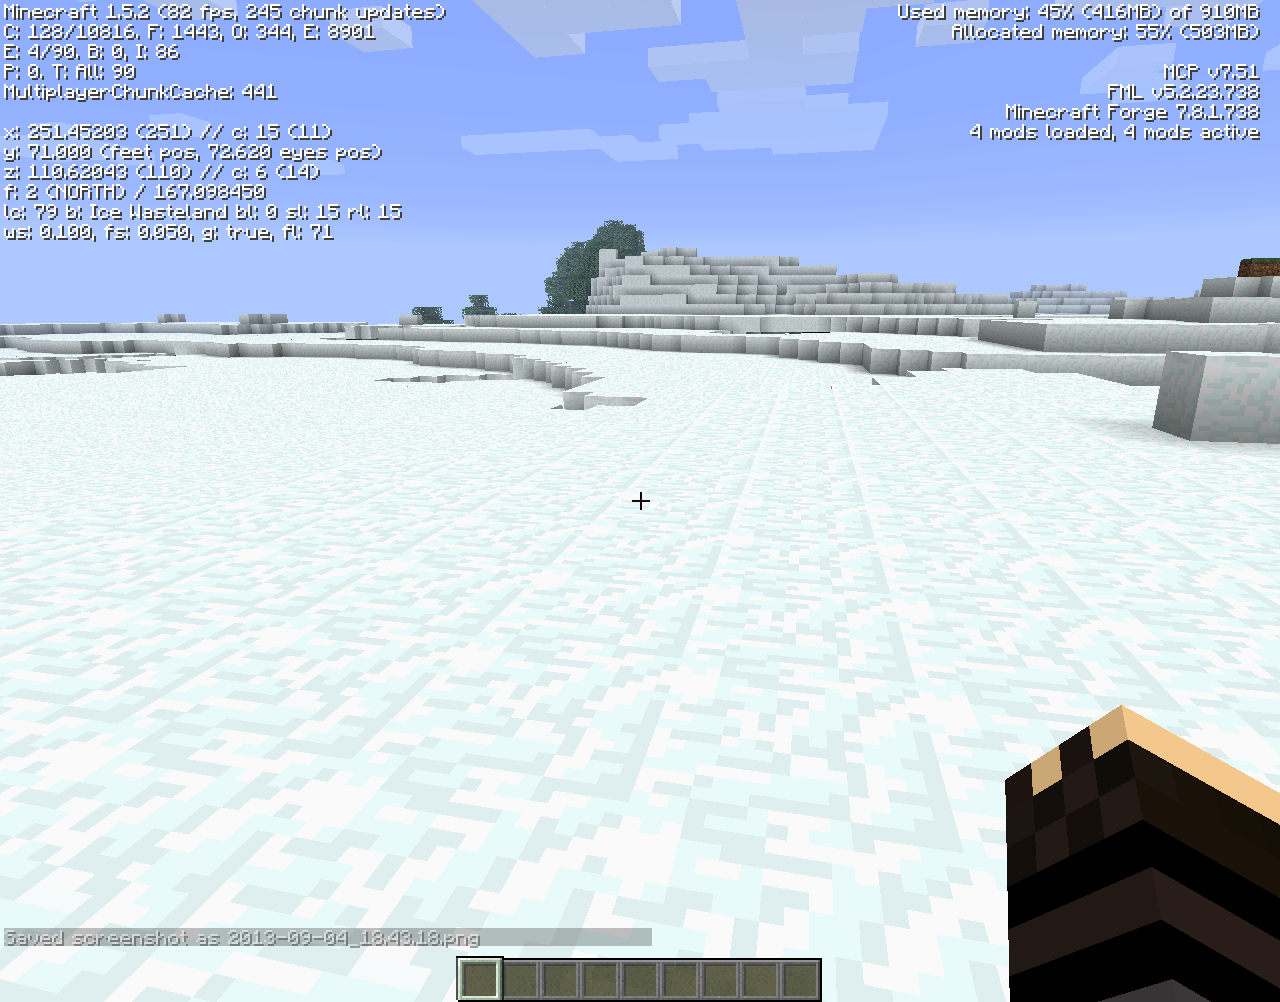 Minecraft 1.5.2 (92 fps, 245 chunk updates)
C: 128/10816. F: 1443, O: 344, E: 8901
E: 4/90. B: 0, I: 86
P: 0. T: All: 90
MultiplayerChunkCache: 441
x: 251.45203 (251) // c: 15 (11)
y: 71.000 (feet pos, 72.620 eyes pos)
z: 110.62043 (110) // c: 6 (14)
f: 2 (NORTH) / 167.098450
lc: 79 b: Ice Wasteland bl: 0 sl: 15 rl: 15
ws: 0.100, fs: 0.050, g: true, fl: 71
Used memory: 45% (416MB) of 910MB
Allocated memory: 55% (503MB)
MCP v7.51
FML v5.2.23.738
Minecraft Forge 7.8.1.738
4 mods loaded, 4 mods active
Saved screenshot as 2013-09-04_18.43.18.png